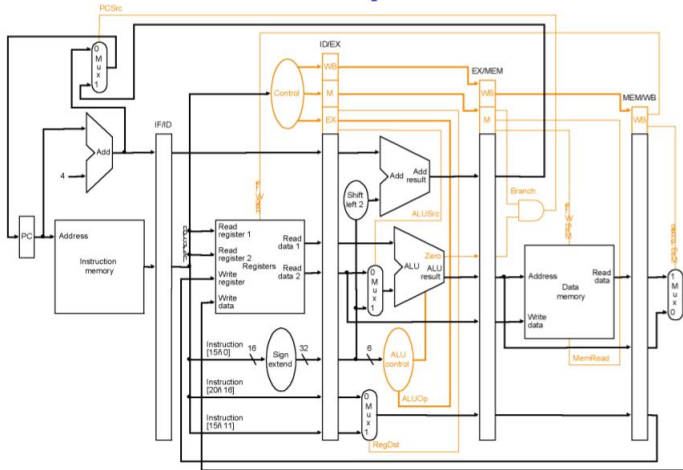 PCSrc
0
M
u
x
1
ID/EX
WB
EX/MEM
Control
M
WB
MEM/WB
EX
M
WB
IF/ID
Add
4
Add
Add
result
Branch
Shift
left 2
ALUSrc
PC
Address
Instruction
memory
Read
register 1
Read
register 2
Write
register
Write
data
Registers
Read
data 1
Read
data 2
0
M
u
x
1
Zero
ALU
ALU
result
Address
Write
data
Data
memory
Read
data
1
M
u
x
0
Instruction
[15ñ 0]
16
Sign
extend
32
6
ALU
control
MemRead
Instruction
[20ñ 16]
Instruction
[15ñ 11]
0
M
u
x
1
ALUOp
RegDst